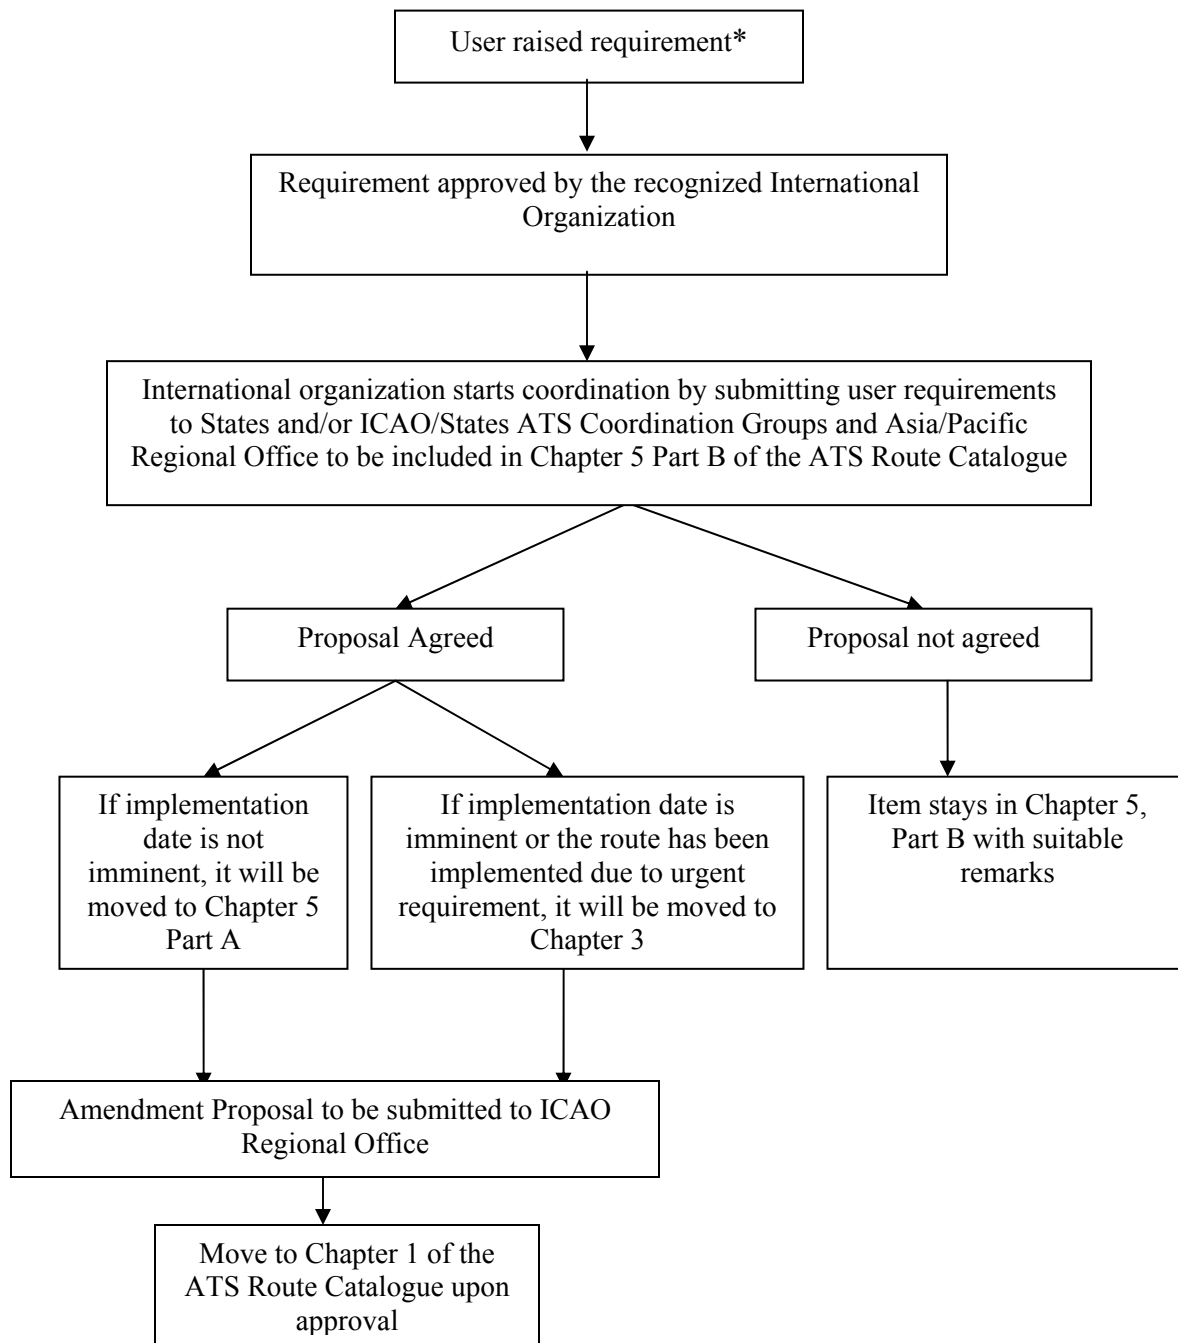 User raised requirement*
Requirement approved by the recognized International
Organization
International organization starts coordination by submitting user requirements
to States and/or ICAO/States ATS Coordination Groups and Asia/Pacific
Regional Office to be included in Chapter 5 Part B of the ATS Route Catalogue
Proposal Agreed
Proposal not agreed
If implementation
date is not
imminent, it will be
moved to Chapter 5
Part A
If implementation date is
imminent or the route has been
implemented due to urgent
requirement, it will be moved to
Chapter 3
Item stays in Chapter 5,
Part B with suitable
remarks
Amendment Proposal to be submitted to ICAO
Regional Office
Move to Chapter 1 of the
ATS Route Catalogue upon
approval